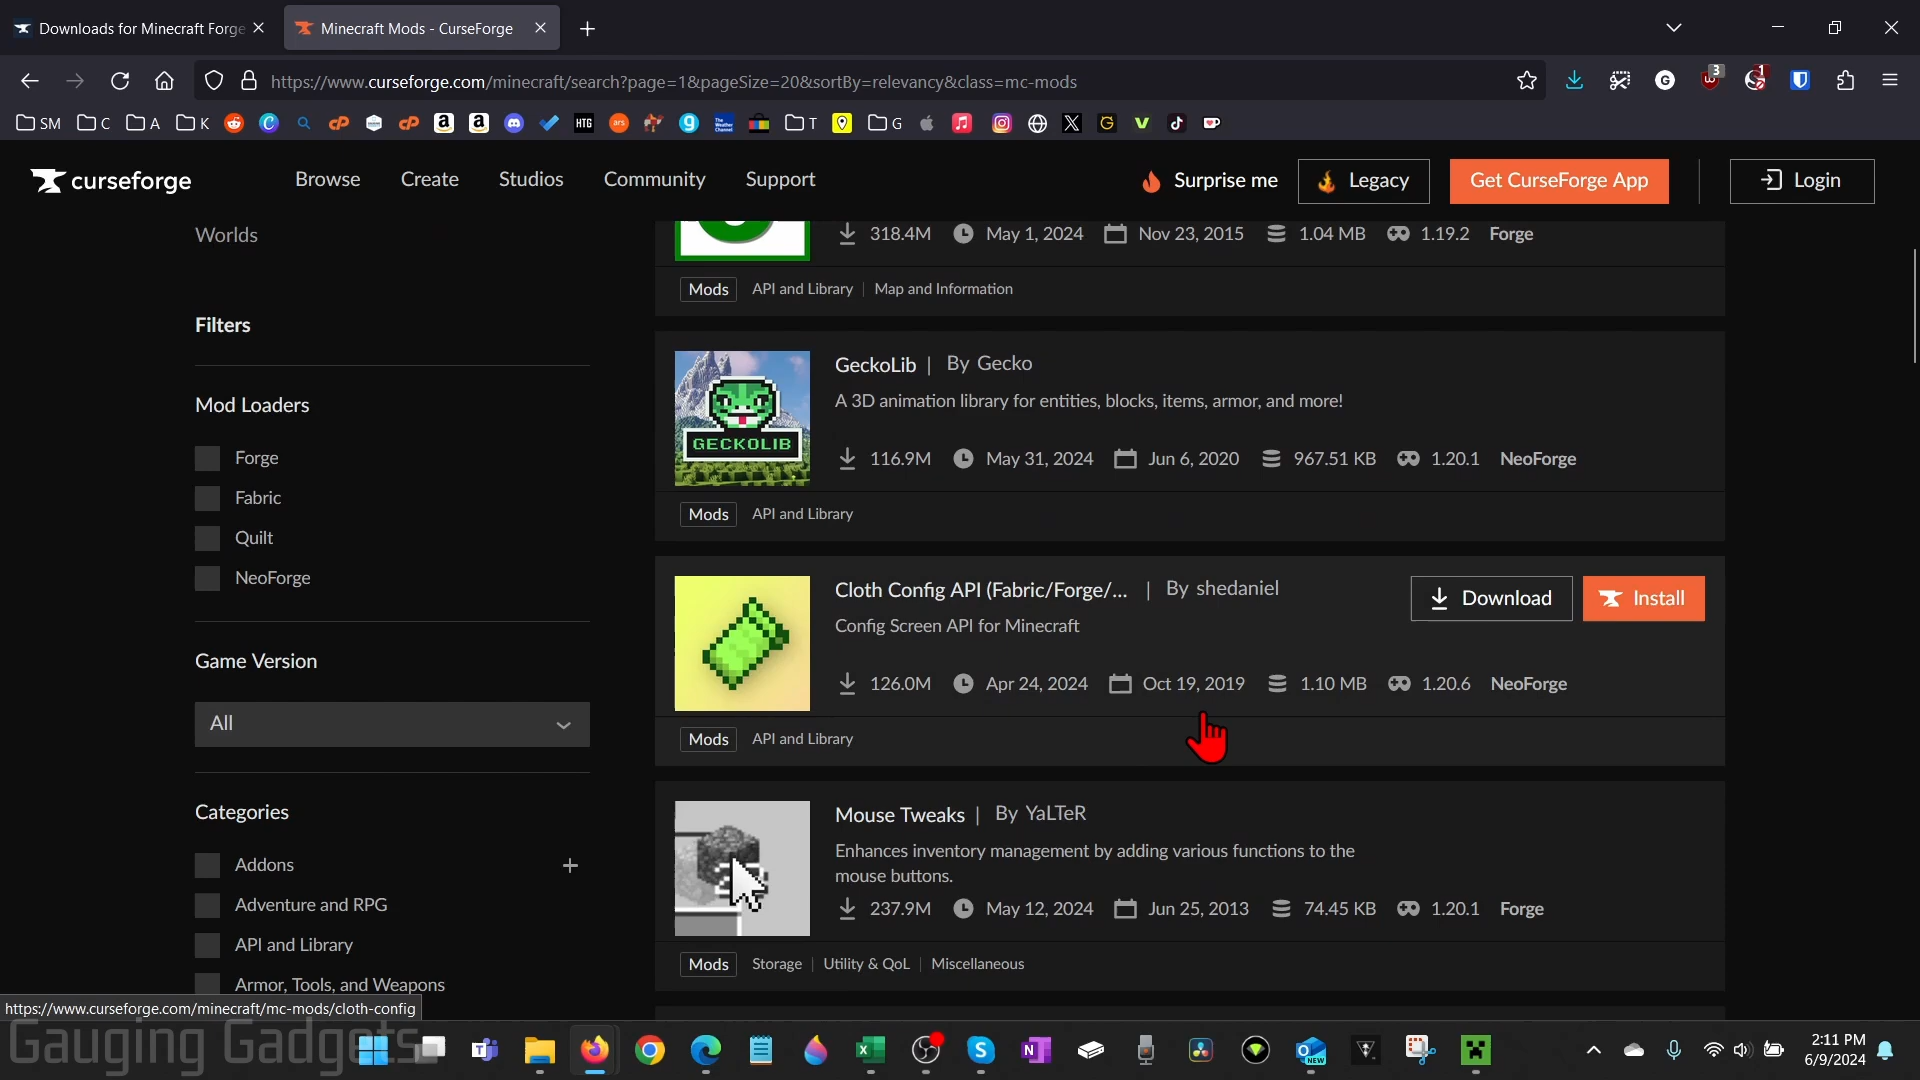 Downloads for Minecraft Forge
Minecraft Mods - CurseForge
https://www.curseforge.com/minecraft/search?page=1&pageSize=20&sortBy=relevancy&class=mc-mods
3
1
SM
C
A
K
HTG
ars
The Weather Channel
T
G
curseforge
Browse
Create
Studios
Community
Support
Surprise me
Legacy
Get CurseForge App
Login
Worlds
Filters
Mod Loaders
Forge
Fabric
Quilt
NeoForge
Game Version
All
Categories
Addons
Adventure and RPG
API and Library
Armor, Tools, and Weapons
318.4M May 1, 2024 Nov 23, 2015 1.04 MB 1.19.2 Forge
Mods API and Library | Map and Information
GECKOLIB
GeckoLib | By Gecko
A 3D animation library for entities, blocks, items, armor, and more!
116.9M May 31, 2024 Jun 6, 2020 967.51 KB 1.20.1 NeoForge
Mods API and Library
Cloth Config API (Fabric/Forge/... | By shedaniel
Download
Install
Config Screen API for Minecraft
126.0M Apr 24, 2024 Oct 19, 2019 1.10 MB 1.20.6 NeoForge
Mods API and Library
Mouse Tweaks | By YaLTeR
Enhances inventory management by adding various functions to the
mouse buttons.
237.9M May 12, 2024 Jun 25, 2013 74.45 KB 1.20.1 Forge
Mods Storage | Utility & QoL | Miscellaneous
https://www.curseforge.com/minecraft/mc-mods/cloth-config
Gauging Gadgets
2:11 PM
6/9/2024